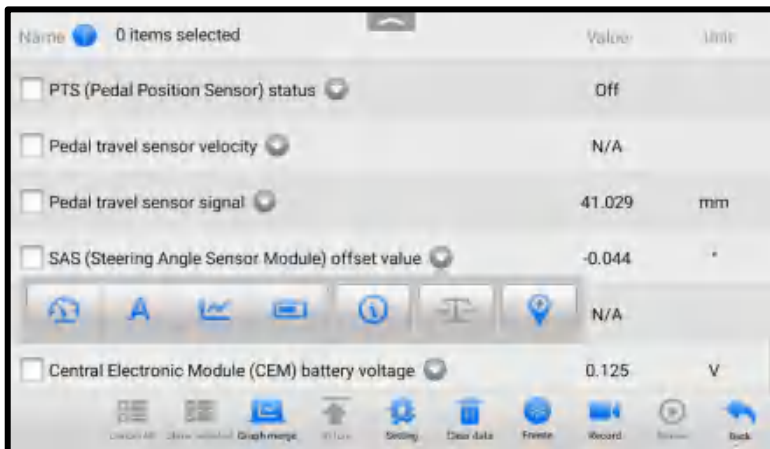 Name 0 items selected Value Unit
PTS (Pedal Position Sensor) status Off
Pedal travel sensor velocity N/A
Pedal travel sensor signal 41.029 mm
SAS (Steering Angle Sensor Module) offset value -0.044 °
A N/A
Central Electronic Module (CEM) battery voltage 0.125 V
Graph merge To top Setting Clear data Freeze Record Back